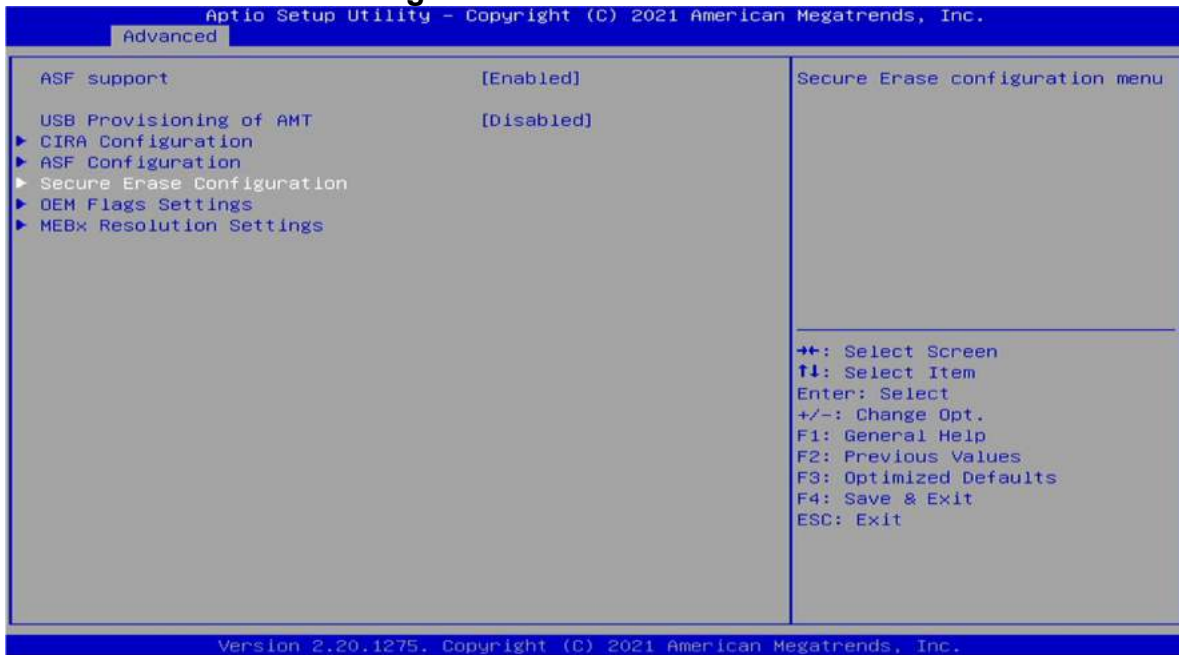 Aptio Setup Utility – Copyright (C) 2021 American Megatrends, Inc.
Advanced
ASF support [Enabled]
USB Provisioning of AMT [Disabled]
► CIRA Configuration
► ASF Configuration
► Secure Erase Configuration
► OEM Flags Settings
► MEBx Resolution Settings
Secure Erase configuration menu
→←: Select Screen
↑↓: Select Item
Enter: Select
+/-: Change Opt.
F1: General Help
F2: Previous Values
F3: Optimized Defaults
F4: Save & Exit
ESC: Exit
Version 2.20.1275. Copyright (C) 2021 American Megatrends, Inc.